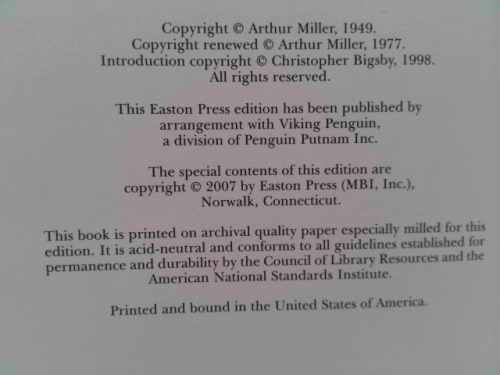 Copyright © Arthur Miller, 1949.
Copyright renewed © Arthur Miller, 1977.
Introduction copyright © Christopher Bigsby, 1998.
All rights reserved.
This Easton Press edition has been published by
arrangement with Viking Penguin,
a division of Penguin Putnam Inc.
The special contents of this edition are
copyright © 2007 by Easton Press (MBI, Inc.),
Norwalk, Connecticut.
This book is printed on archival quality paper especially milled for this
edition. It is acid-neutral and conforms to all guidelines established for
permanence and durability by the Council of Library Resources and the
American National Standards Institute.
Printed and bound in the United States of America.